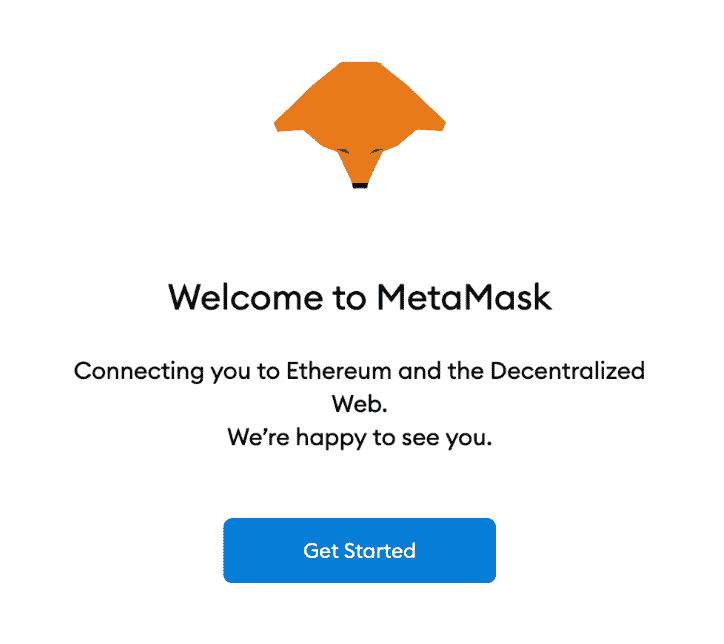 Welcome to MetaMask
Connecting you to Ethereum and the Decentralized
Web.
We’re happy to see you.
Get Started